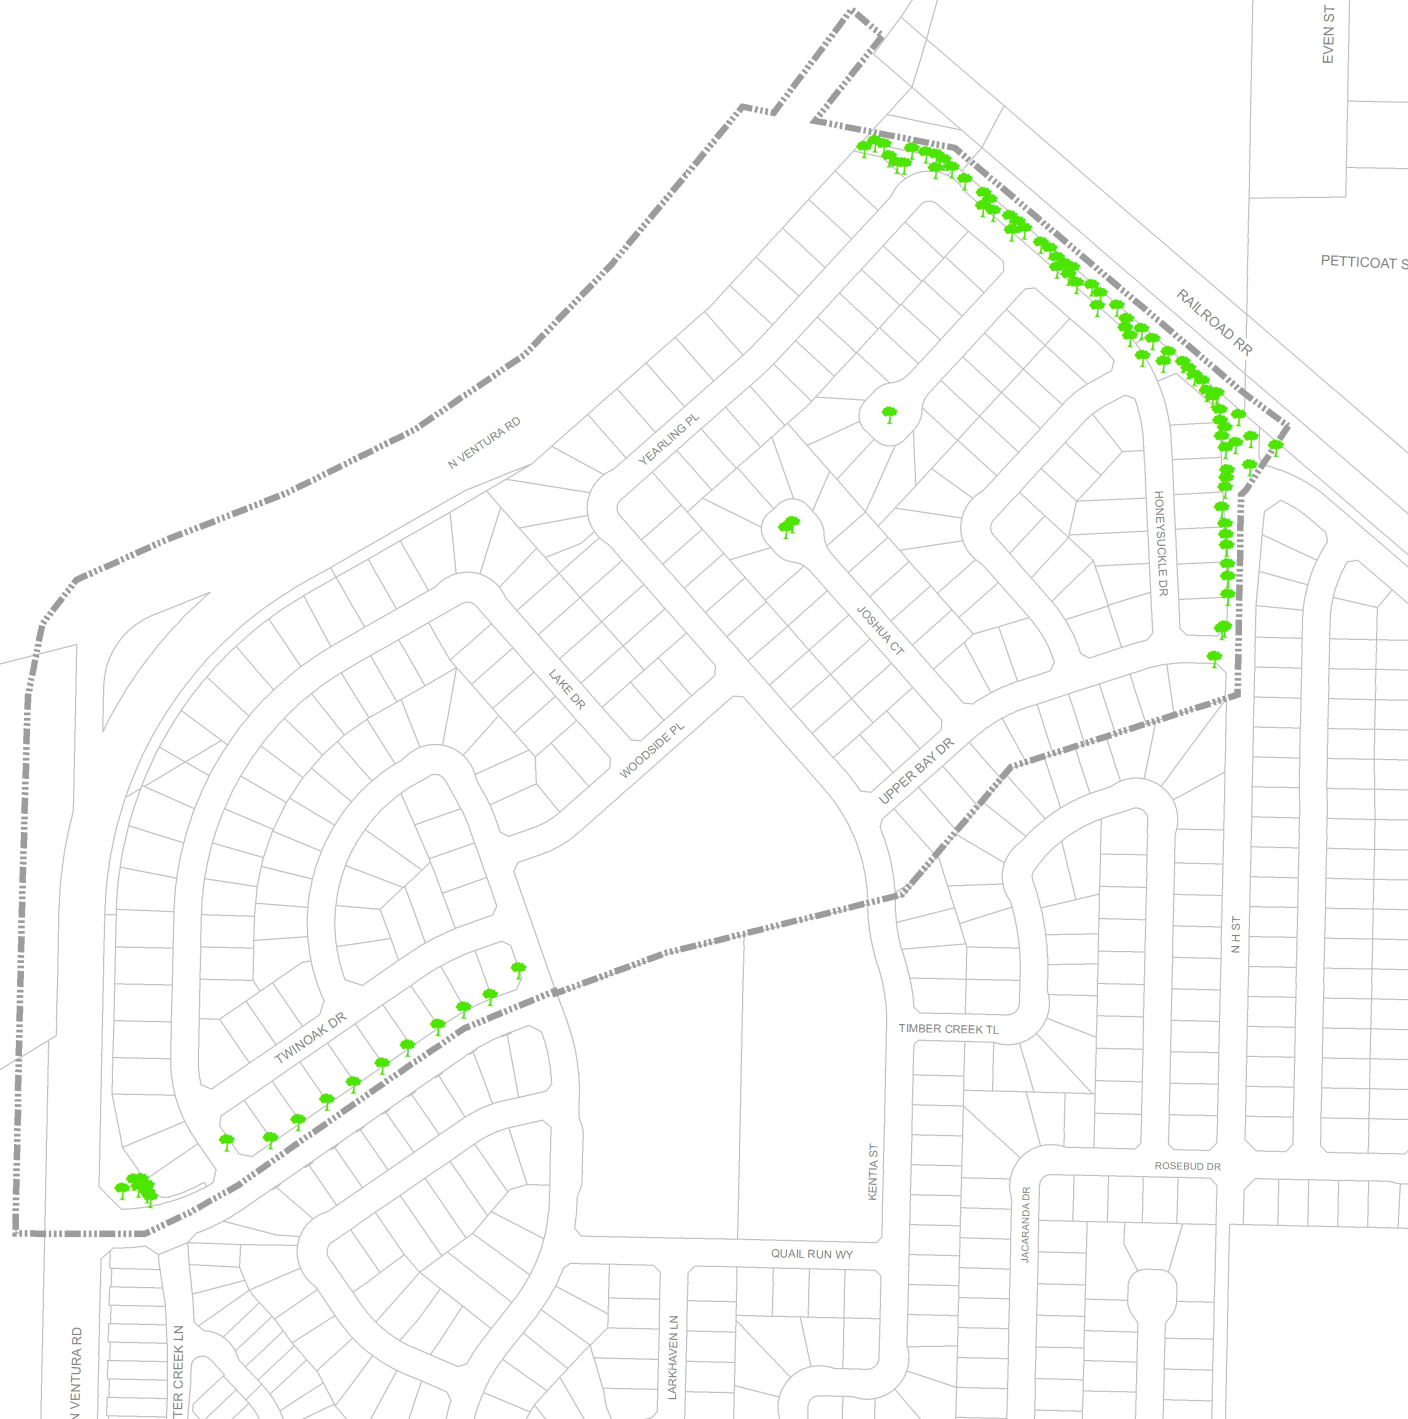 EVEN ST
PETTICOAT S
RAILROAD RR
N VENTURA RD
YEARLING PL
HONEYSUCKLE DR
JOSHUA CT
LAKE DR
WOODSIDE PL
UPPER BAY DR
N H ST
TWINOAK DR
TIMBER CREEK TL
KENTIA ST
ROSEBUD DR
JACARANDA DR
QUAIL RUN WY
LARKHAVEN LN
N VENTURA RD
TER CREEK LN